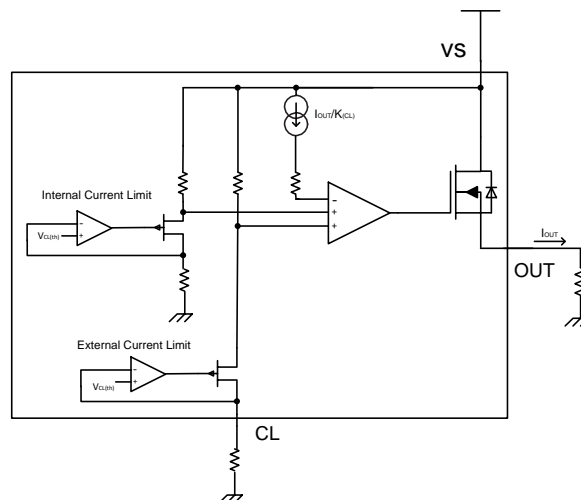 VS
IOUT/K(CL)
Internal Current Limit
-
+
VCL(th)
-
+
+
IOUT
OUT
External Current Limit
-
+
VCL(th)
CL